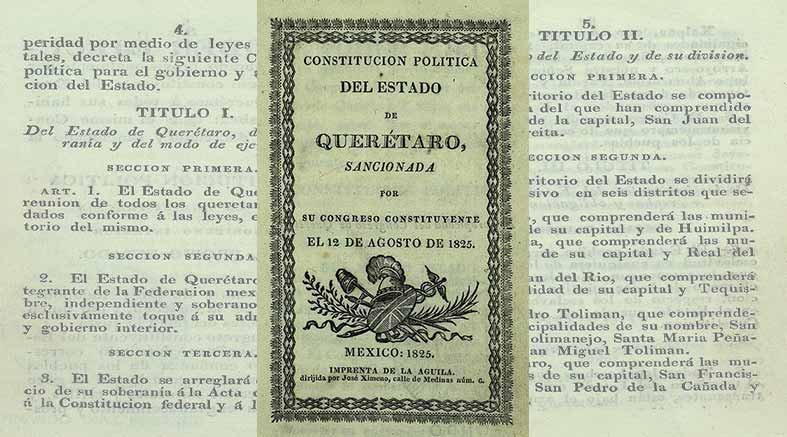 4.
peridad por medio de leyes
tales, decreta la siguiente C
política para el gobierno y a
cion del Estado.
TITULO I.
Del Estado de Querétaro, d
ranía y del modo de ejer
SECCION PRIMERA.
ART. 1. El Estado de Que
reunion de todos los queretan
dados conforme á las leyes, e
torio del mismo.
SECCION SEGUNDA
2. El Estado de Querétaro
tegrante de la Federacion mex
bre, independiente y soberano
esclusivámente toque á su adm
y gobierno interior.
SECCION TERCERA.
3. El Estado se arreglará
cio de su soberanía á la Acta
á la Constitucion federal y á l
CONSTITUCION POLITICA
DEL ESTADO
DE
QUERÉTARO,
SANCIONADA
POR
SU CONGRESO CONSTITUYENTE
EL 12 DE AGOSTO DE 1825.
MEXICO: 1825.
IMPRENTA DE LA AGUILA.
dirijida por José Ximeno, calle de Medinas núm. 6.
5.
TITULO II.
o del Estado y de su division.
CCION PRIMERA.
ritorio del Estado se compo-
a del que han comprendido
de la capital, San Juan del
reita.
ECCION SEGUNDA.
ritorio del Estado se dividirá
sivo en seis distritos que se-
, que comprenderá las muni-
e su capital y de Huimilpa.
a, que comprenderá las mu-
de su capital y Real del
an del Rio, que comprenderá
lidad de su capital y Tequis-
dro Toliman, que comprende-
cipalidades de su nombre, San
olimanejo, Santa Maria Peña-
an Miguel Toliman.
aro, que comprenderá las mu-
s de su capital, San Francis-
San Pedro de la Cañada y